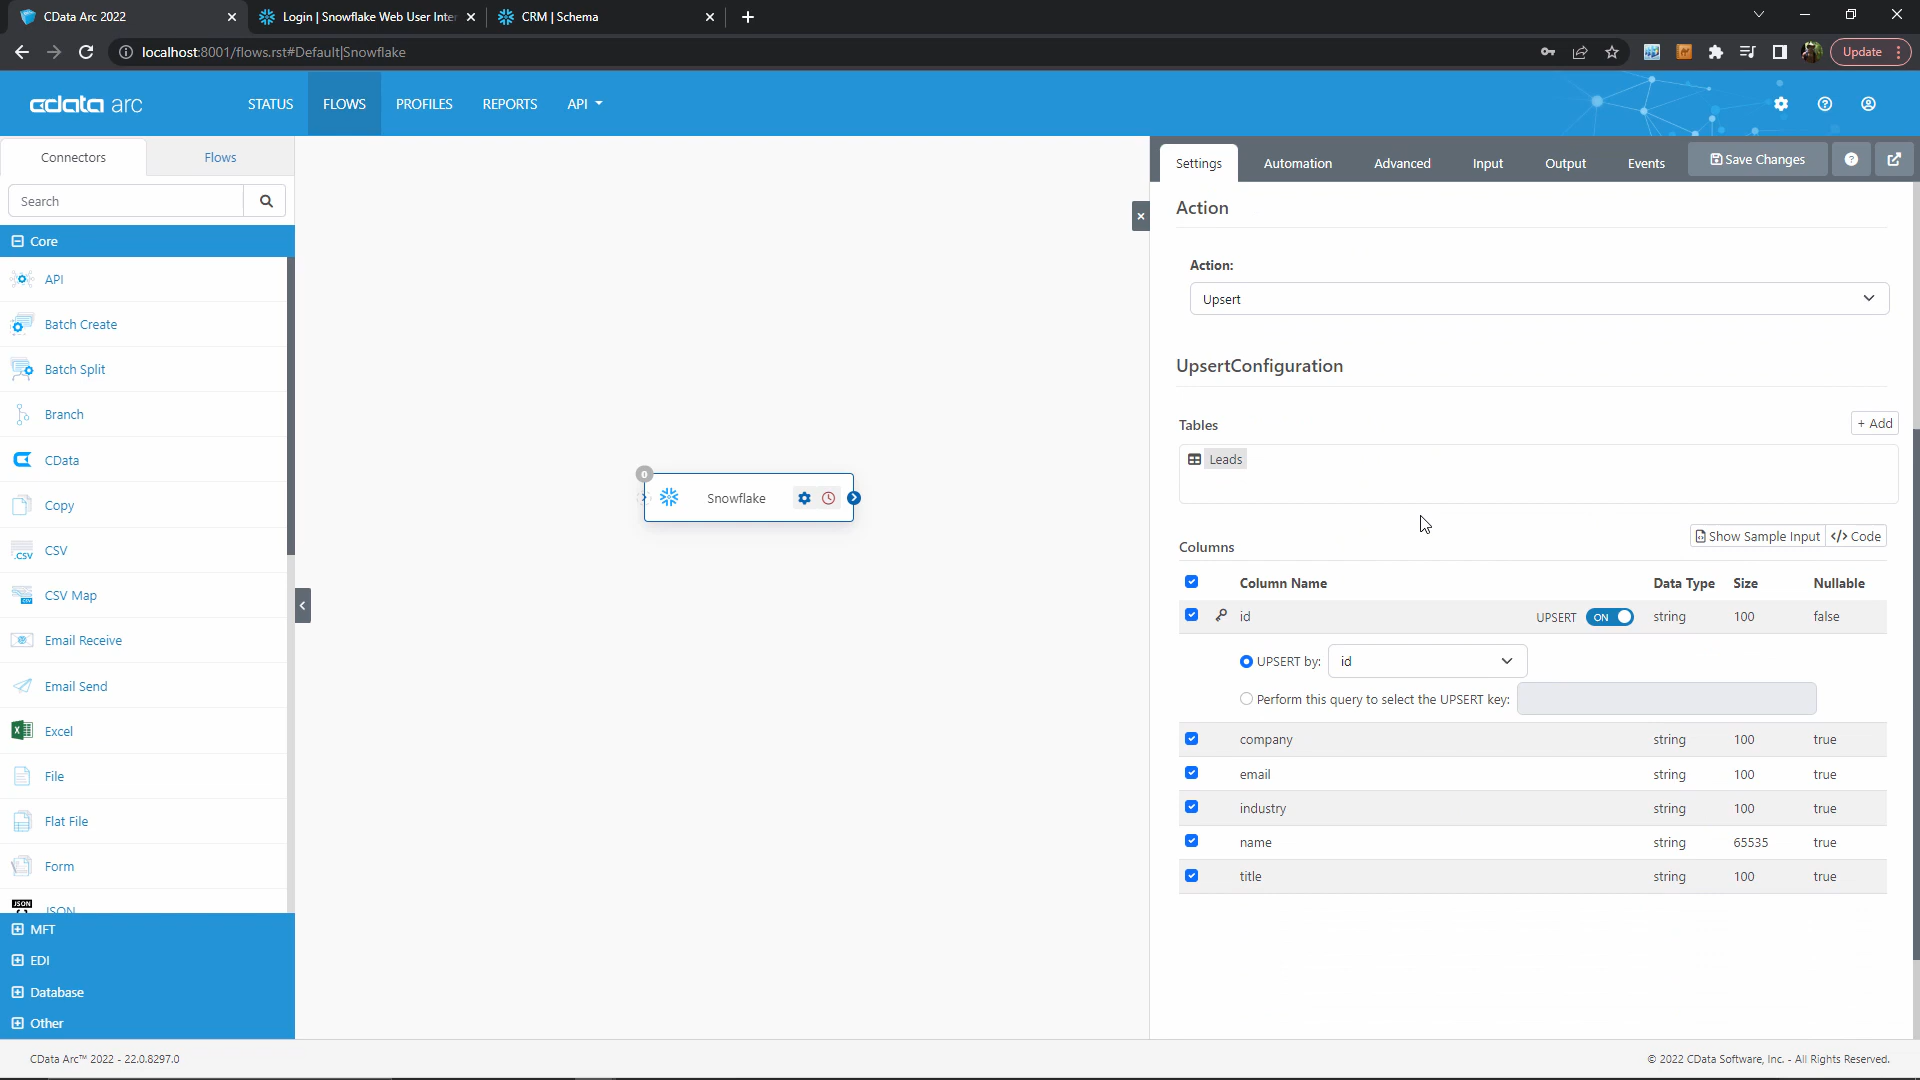 CData Arc 2022
Login | Snowflake Web User Inter
CRM | Schema
localhost:8001/flows.rst#Default|Snowflake
Update
cdata arc
STATUS
FLOWS
PROFILES
REPORTS
API
Connectors
Flows
Settings
Automation
Advanced
Input
Output
Events
Save Changes
Search
Core
API
Batch Create
Batch Split
Branch
CData
Copy
CSV
CSV Map
Email Receive
Email Send
Excel
File
Flat File
Form
JSON
MFT
EDI
Database
Other
0
Snowflake
Action
Action:
Upsert
UpsertConfiguration
Tables
+ Add
Leads
Columns
Show Sample Input
</> Code
Column Name Data Type Size Nullable
id UPSERT ON string 100 false
UPSERT by: id
Perform this query to select the UPSERT key:
company string 100 true
email string 100 true
industry string 100 true
name string 65535 true
title string 100 true
CData Arc™ 2022 - 22.0.8297.0
© 2022 CData Software, Inc. - All Rights Reserved.